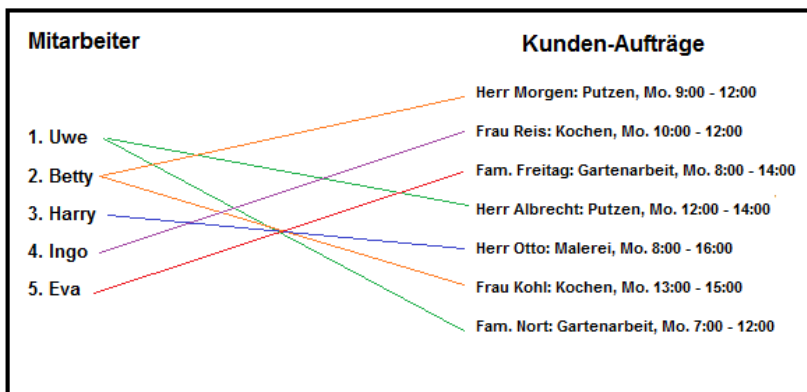 Mitarbeiter
1. Uwe
2. Betty
3. Harry
4. Ingo
5. Eva
Kunden-Aufträge
Herr Morgen: Putzen, Mo. 9:00 - 12:00
Frau Reis: Kochen, Mo. 10:00 - 12:00
Fam. Freitag: Gartenarbeit, Mo. 8:00 - 14:00
Herr Albrecht: Putzen, Mo. 12:00 - 14:00
Herr Otto: Malerei, Mo. 8:00 - 16:00
Frau Kohl: Kochen, Mo. 13:00 - 15:00
Fam. Nort: Gartenarbeit, Mo. 7:00 - 12:00